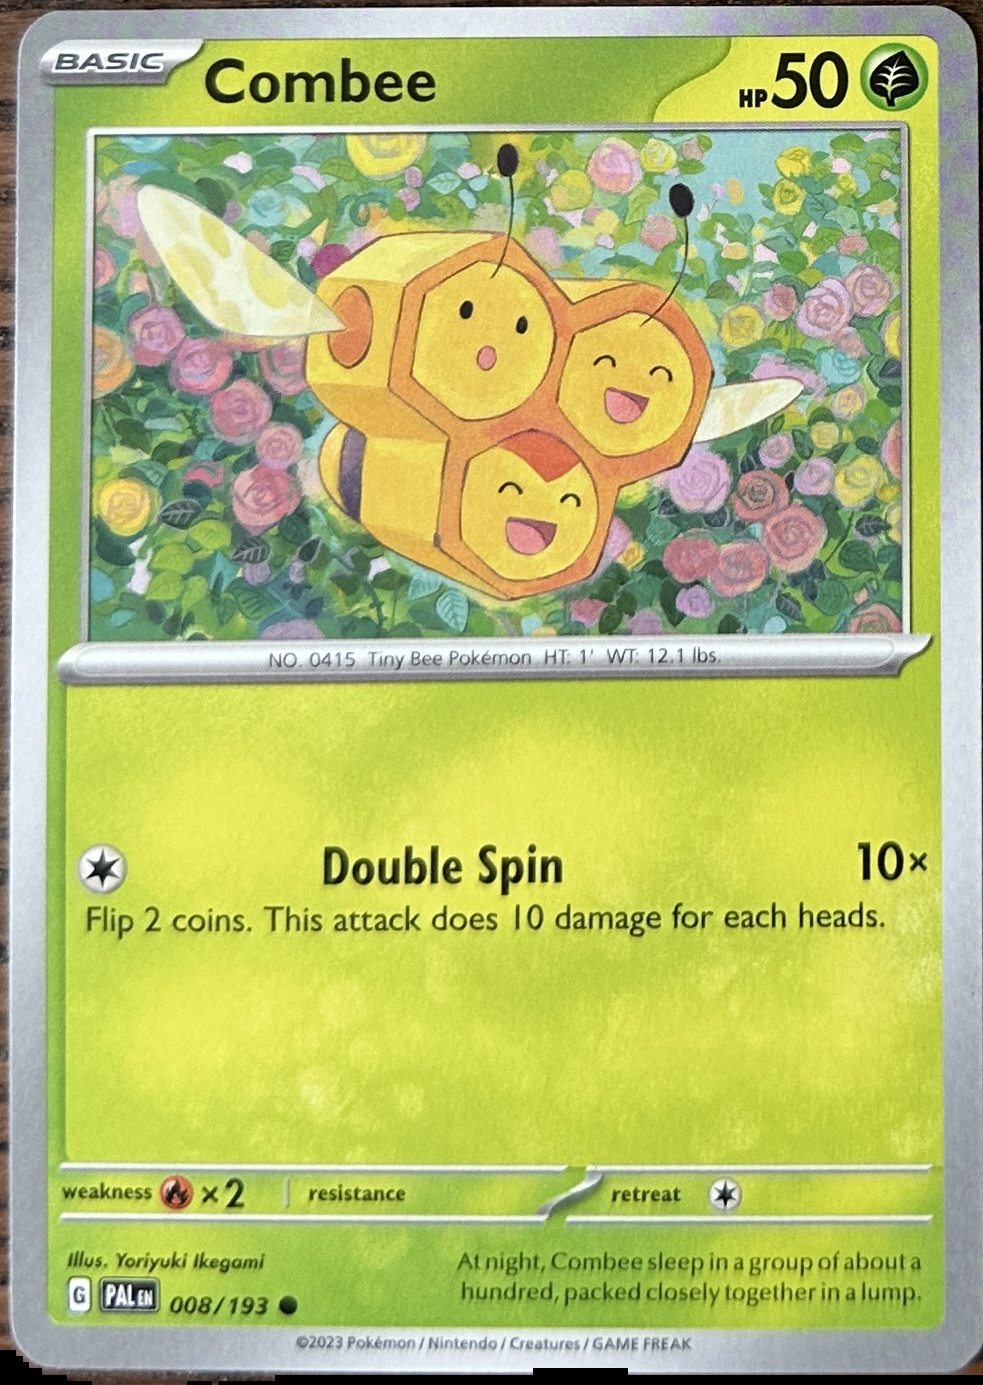 BASIC Combee HP 50
NO. 0415 Tiny Bee Pokémon HT: 1' WT: 12.1 lbs.
Double Spin 10×
Flip 2 coins. This attack does 10 damage for each heads.
weakness ×2 resistance retreat
Illus. Yoriyuki Ikegami
At night, Combee sleep in a group of about a
hundred, packed closely together in a lump.
G PAL EN 008/193
©2023 Pokémon / Nintendo / Creatures / GAME FREAK